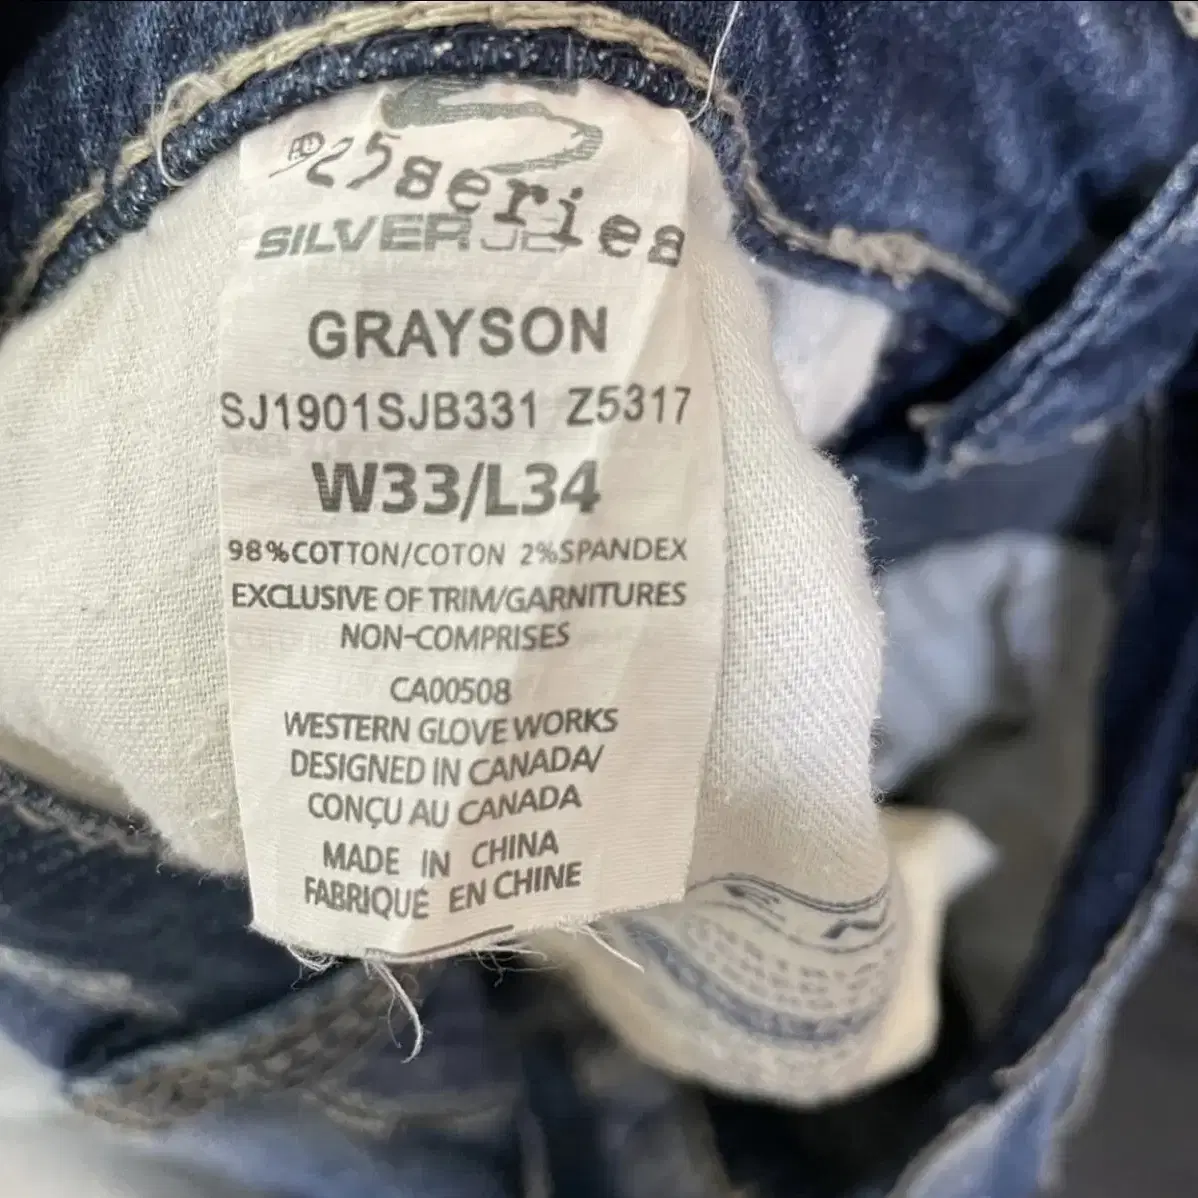 25series
SILVER JE
GRAYSON
SJ1901SJB331 Z5317
W33/L34
98%COTTON/COTON 2%SPANDEX
EXCLUSIVE OF TRIM/GARNITURES
NON-COMPRISES
CA00508
WESTERN GLOVE WORKS
DESIGNED IN CANADA/
CONÇU AU CANADA
MADE IN CHINA
FABRIQUÉ EN CHINE